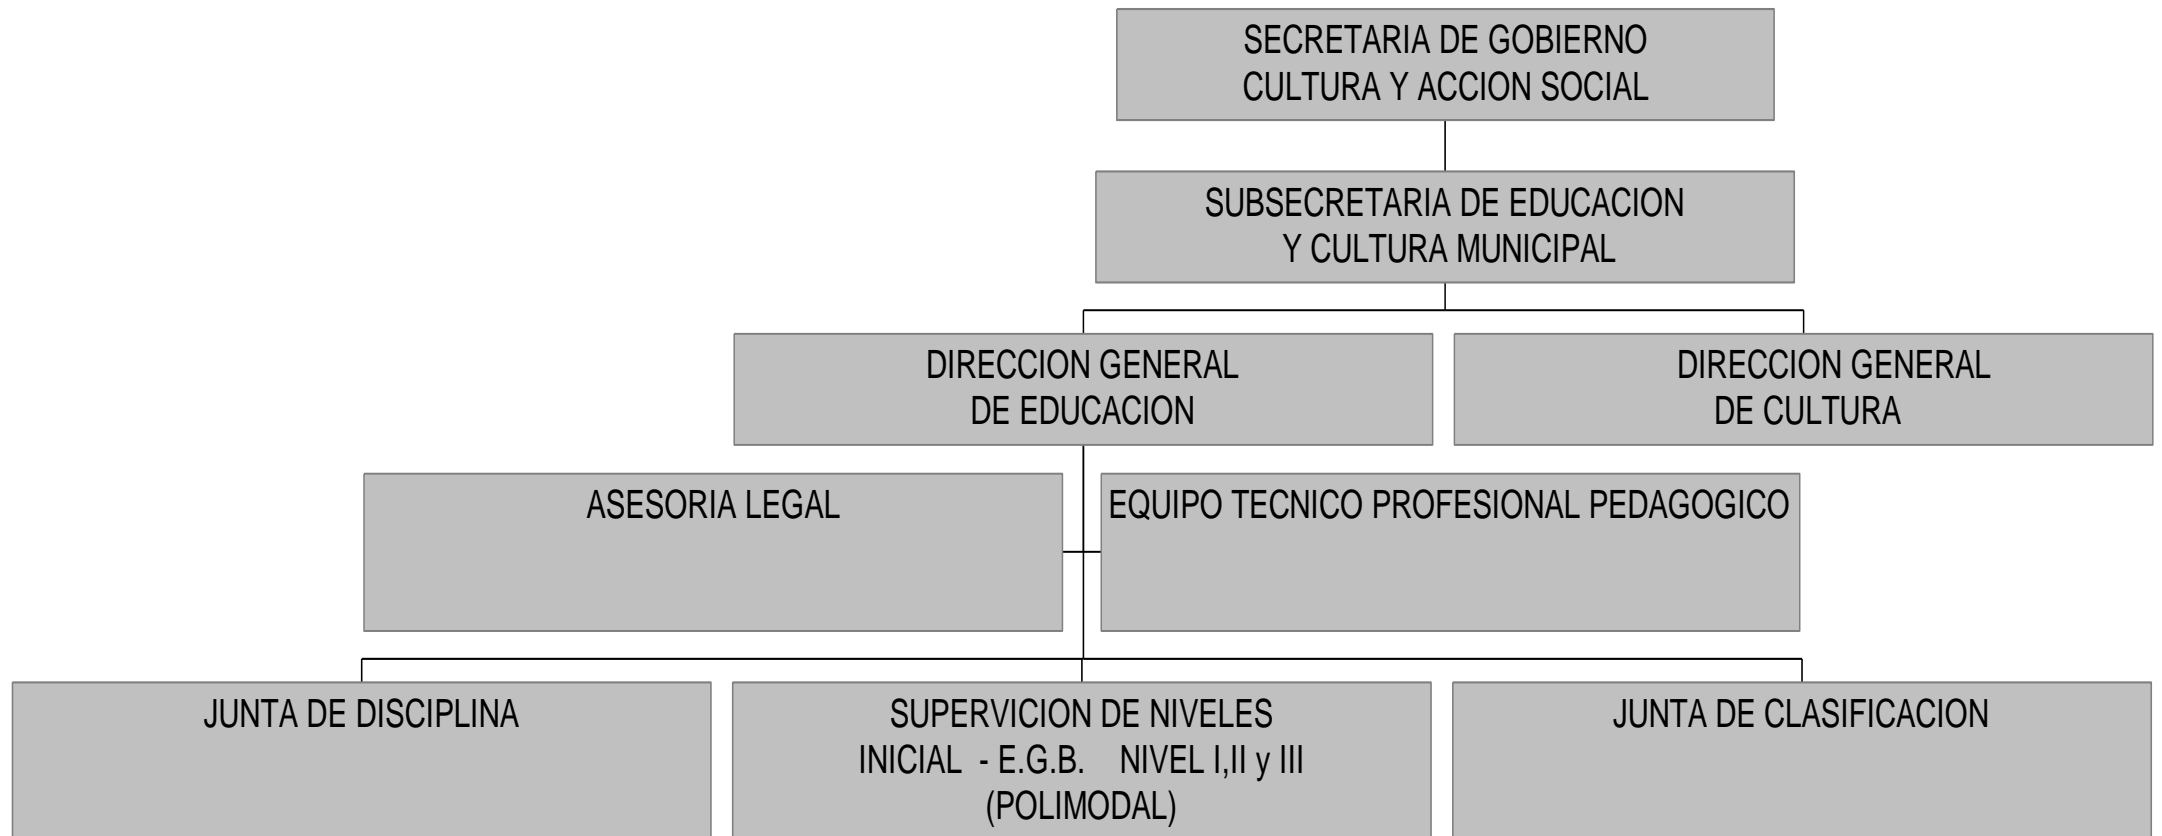 SECRETARIA DE GOBIERNO
CULTURA Y ACCION SOCIAL
SUBSECRETARIA DE EDUCACION
Y CULTURA MUNICIPAL
DIRECCION GENERAL
DE EDUCACION
DIRECCION GENERAL
DE CULTURA
ASESORIA LEGAL
EQUIPO TECNICO PROFESIONAL PEDAGOGICO
JUNTA DE DISCIPLINA
SUPERVICION DE NIVELES
INICIAL - E.G.B. NIVEL I,II y III
(POLIMODAL)
JUNTA DE CLASIFICACION